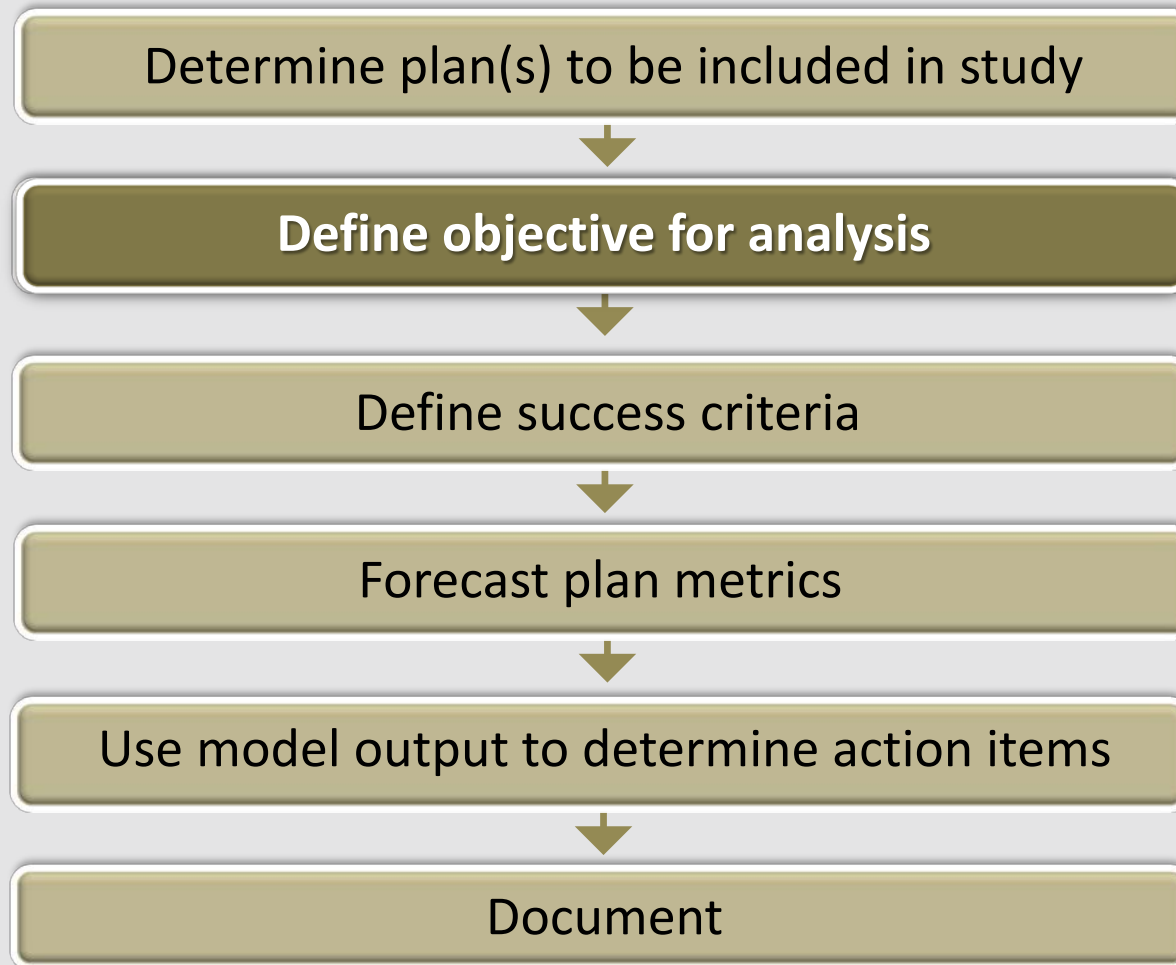 Determine plan(s) to be included in study
Define objective for analysis
Define success criteria
Forecast plan metrics
Use model output to determine action items
Document